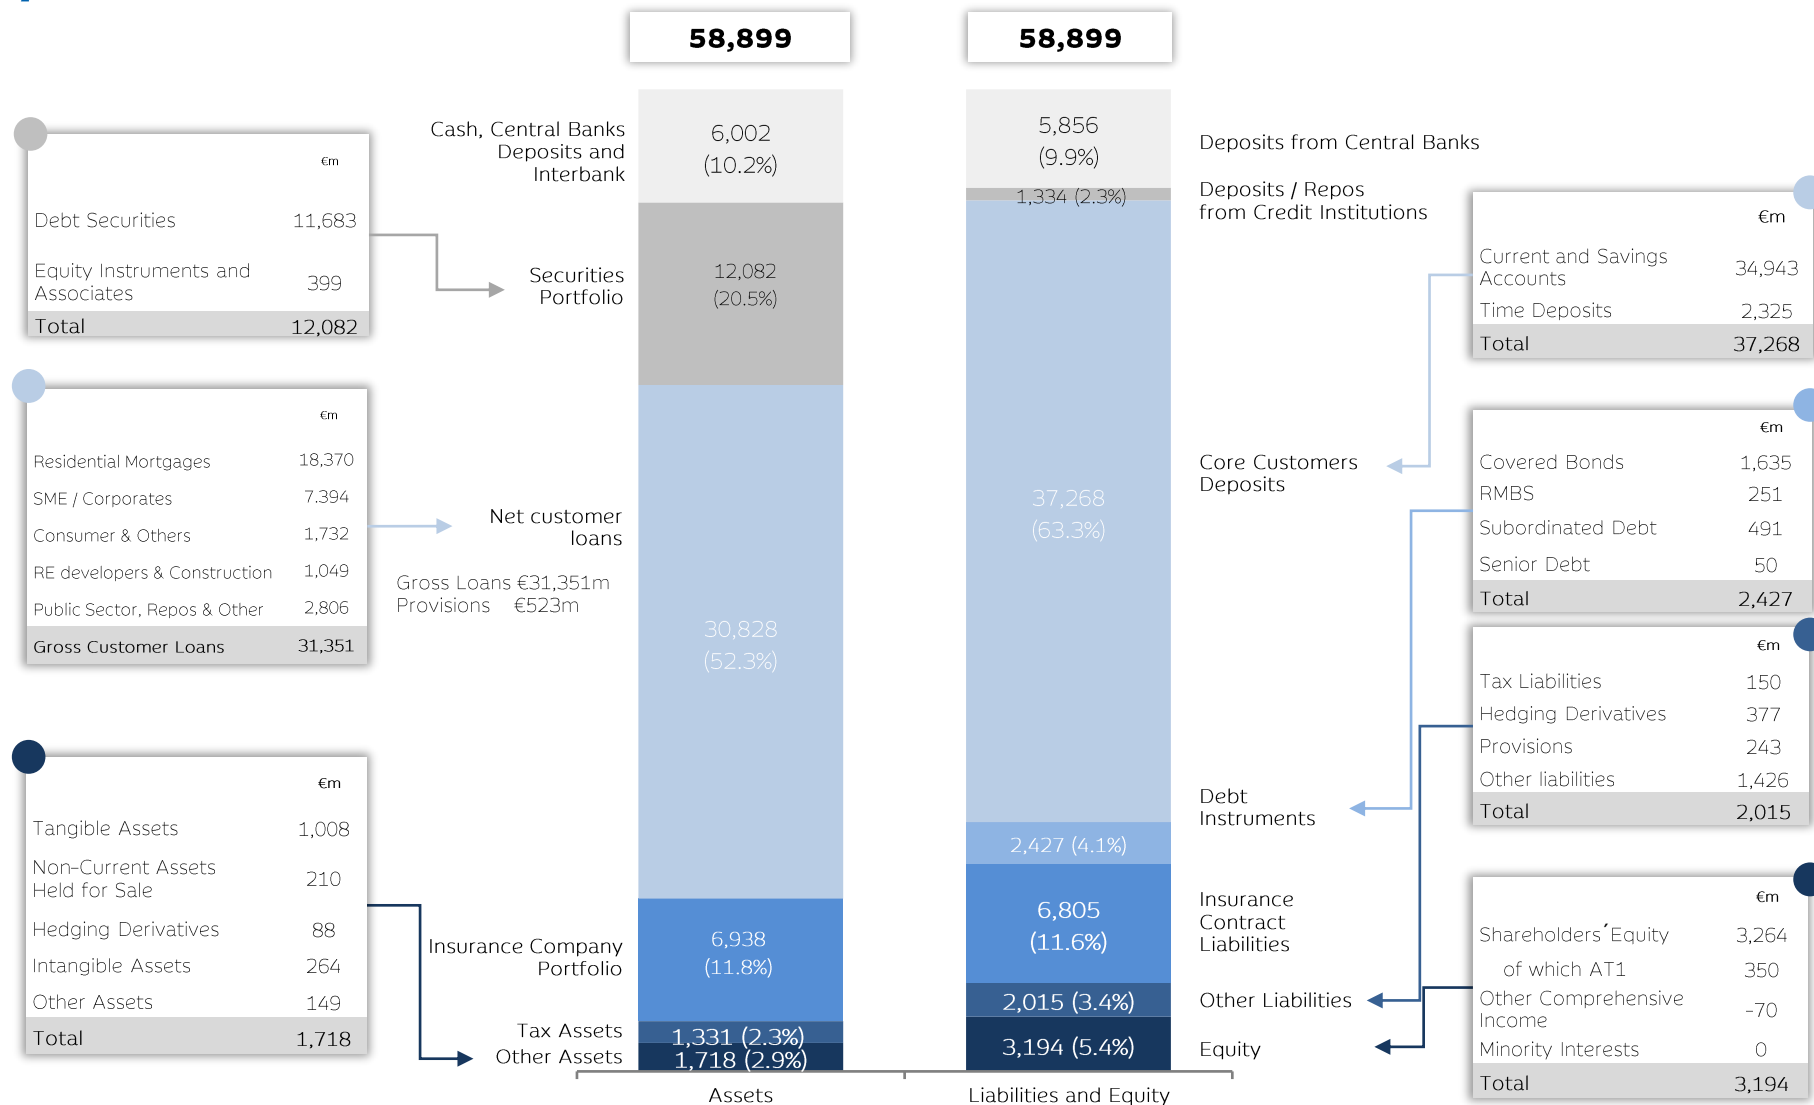 58,899
58,899
€m
Debt Securities 11,683
Equity Instruments and
Associates 399
Total 12,082
€m
Residential Mortgages 18,370
SME / Corporates 7.394
Consumer & Others 1,732
RE developers & Construction 1,049
Public Sector, Repos & Other 2,806
Gross Customer Loans 31,351
€m
Tangible Assets 1,008
Non-Current Assets
Held for Sale 210
Hedging Derivatives 88
Intangible Assets 264
Other Assets 149
Total 1,718
Cash, Central Banks
Deposits and
Interbank
Securities
Portfolio
Net customer
loans
Gross Loans €31,351m
Provisions €523m
Insurance Company
Portfolio
Tax Assets
Other Assets
6,002
(10.2%)
12,082
(20.5%)
30,828
(52.3%)
6,938
(11.8%)
1,331 (2.3%)
1,718 (2.9%)
Assets
5,856
(9.9%)
1,334 (2.3%)
37,268
(63.3%)
2,427 (4.1%)
6,805
(11.6%)
2,015 (3.4%)
3,194 (5.4%)
Liabilities and Equity
Deposits from Central Banks
Deposits / Repos
from Credit Institutions
Core Customers
Deposits
Debt
Instruments
Insurance
Contract
Liabilities
Other Liabilities
Equity
€m
Current and Savings
Accounts 34,943
Time Deposits 2,325
Total 37,268
€m
Covered Bonds 1,635
RMBS 251
Subordinated Debt 491
Senior Debt 50
Total 2,427
€m
Tax Liabilities 150
Hedging Derivatives 377
Provisions 243
Other liabilities 1,426
Total 2,015
€m
Shareholders´Equity 3,264
of which AT1 350
Other Comprehensive
Income -70
Minority Interests 0
Total 3,194